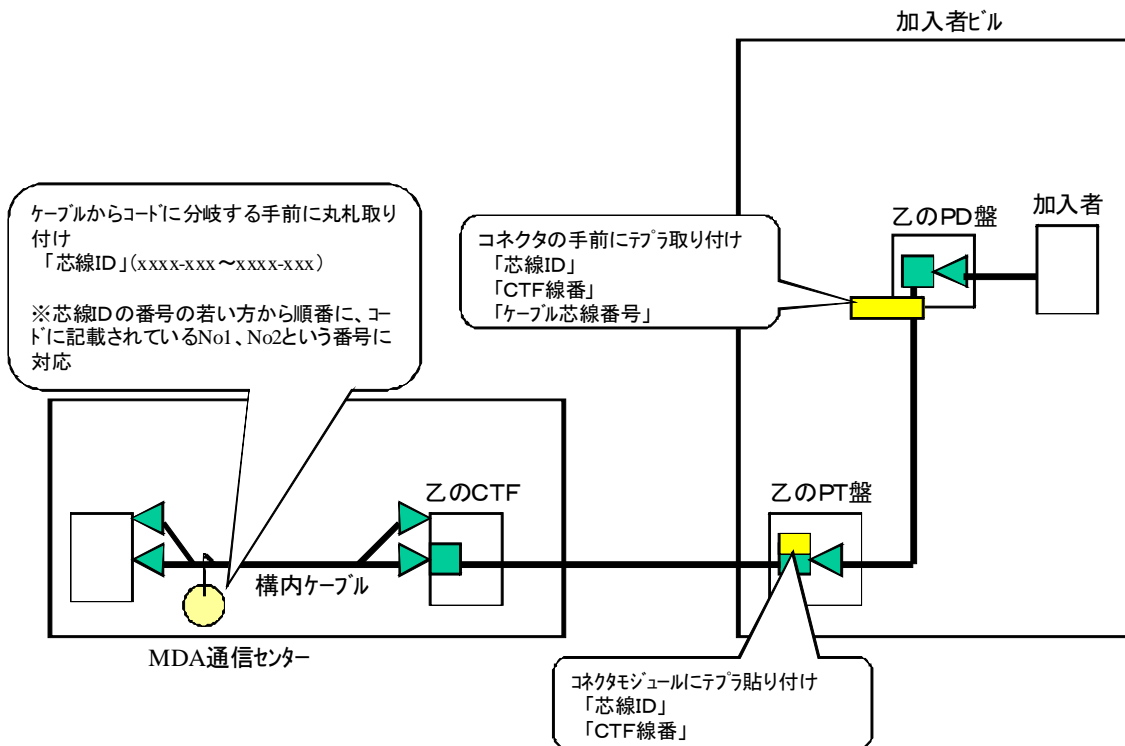 加入者ﾋﾞﾙ
ｹｰﾌﾞﾙからｺｰﾄﾞに分岐する手前に丸札取り
付け
「芯線ID」(xxxx-xxx～xxxx-xxx)
※芯線IDの番号の若い方から順番に、ｺｰ
ﾄﾞに記載されているNo1、No2という番号に
対応
コネクタの手前にﾃﾌﾟﾗ取り付け
「芯線ID」
「CTF線番」
「ケーブル芯線番号」
乙のPD盤
加入者
乙のCTF
乙のPT盤
構内ｹｰﾌﾞﾙ
MDA通信ｾﾝﾀｰ
ｺﾈｸﾀﾓｼﾞｭｰﾙにﾃﾌﾟﾗ貼り付け
「芯線ID」
「CTF線番」